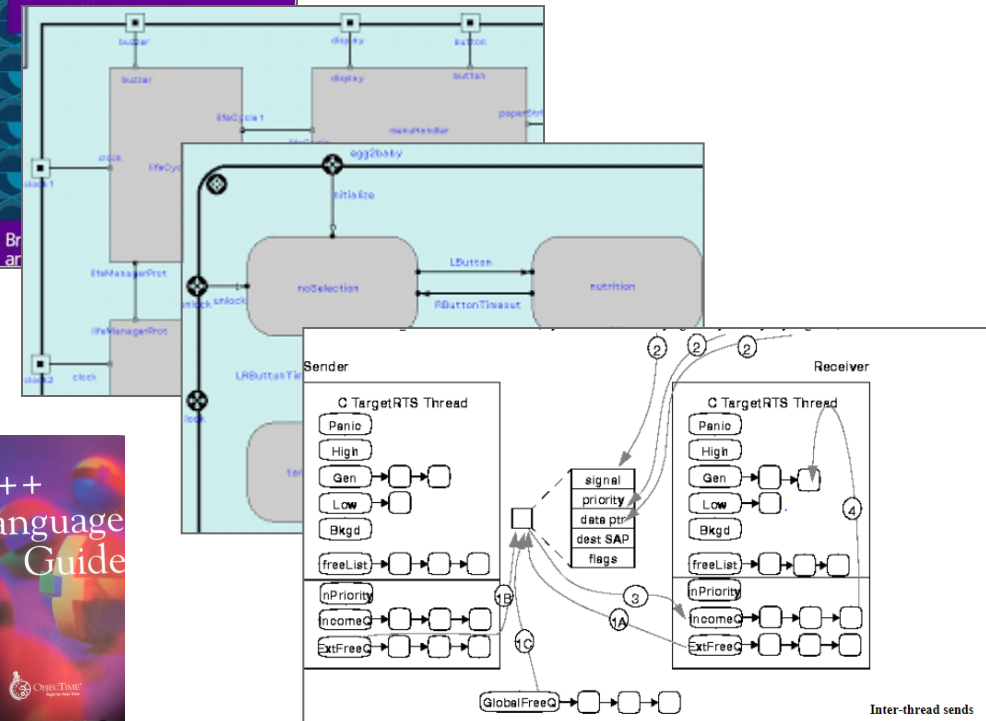 buzzer
display
button
buzzer
display
button
lifeCycle1
menuHandler
clock
lifeManagerProt
lifeManagerProt
clock
Br
ar
egg2baby
initialize
noSelection
LButton
nutrition
RButtonTimeout
unlock
lock
Sender
Receiver
C TargetRTS Thread
Panic
High
Gen
Low
Bkgd
freeList
nPriority
IncomeQ
ExtFreeQ
2
2
2
signal
priority
data ptr
dest SAP
flags
1B
1C
3
1A
C TargetRTS Thread
Panic
High
Gen
Low
Bkgd
freeList
nPriority
IncomeQ
ExtFreeQ
4
GlobalFreeQ
Inter-thread sends
++
anguage
Guide
OBJECTIME